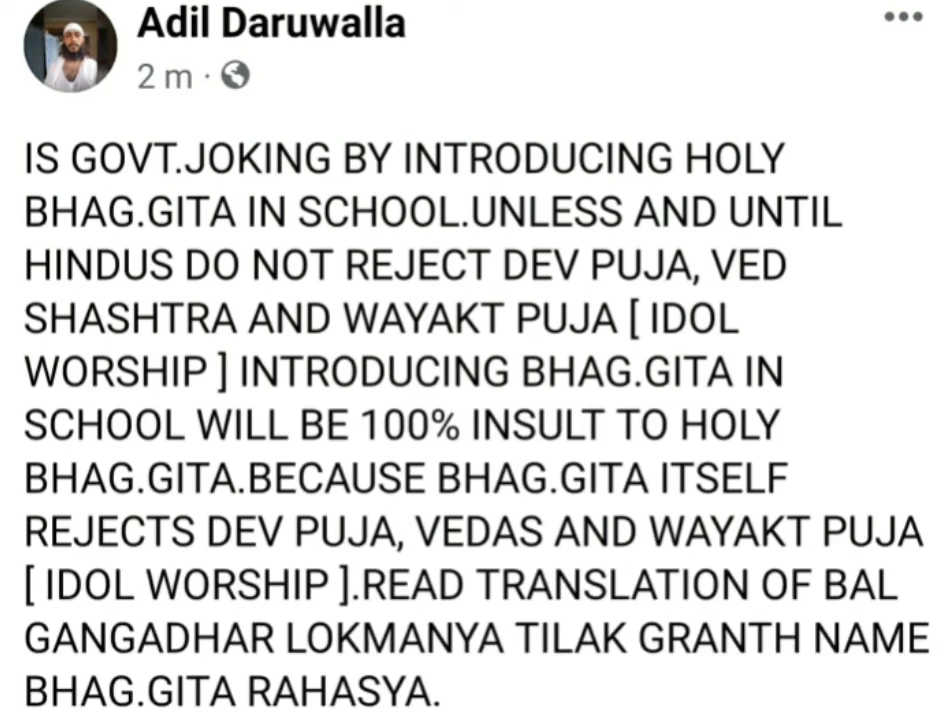 Adil Daruwalla
2 m ·
IS GOVT.JOKING BY INTRODUCING HOLY
BHAG.GITA IN SCHOOL.UNLESS AND UNTIL
HINDUS DO NOT REJECT DEV PUJA, VED
SHASHTRA AND WAYAKT PUJA [ IDOL
WORSHIP ] INTRODUCING BHAG.GITA IN
SCHOOL WILL BE 100% INSULT TO HOLY
BHAG.GITA.BECAUSE BHAG.GITA ITSELF
REJECTS DEV PUJA, VEDAS AND WAYAKT PUJA
[ IDOL WORSHIP ].READ TRANSLATION OF BAL
GANGADHAR LOKMANYA TILAK GRANTH NAME
BHAG.GITA RAHASYA.